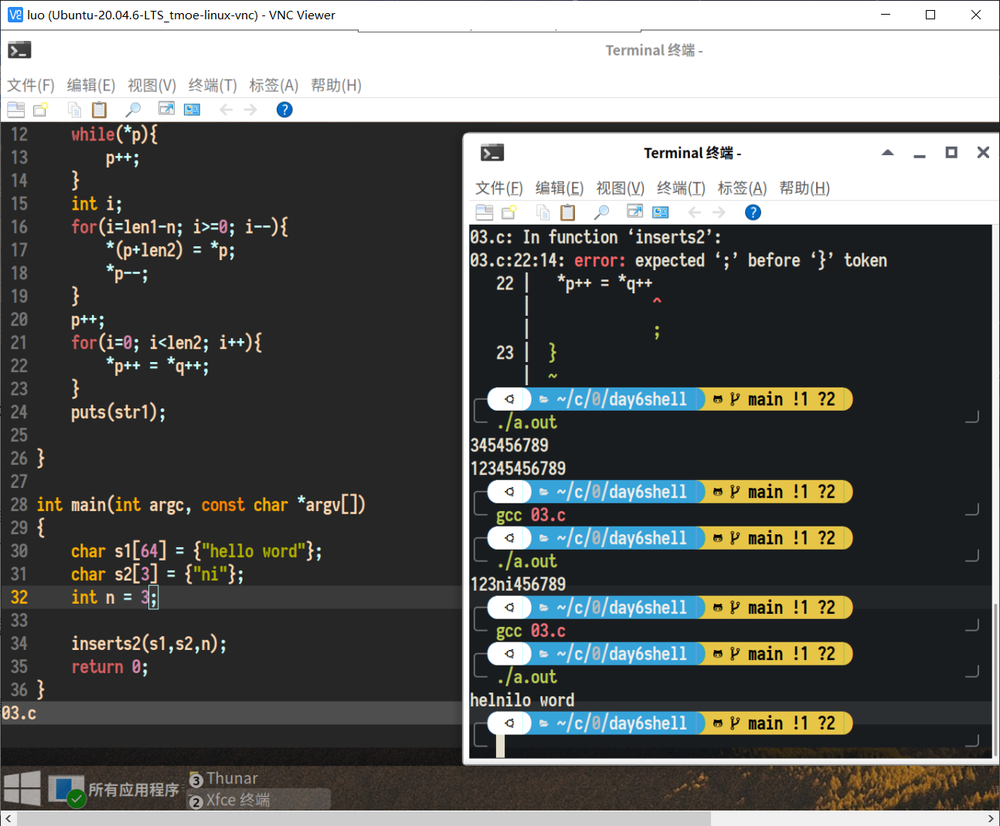 luo (Ubuntu-20.04.6-LTS_tmoe-linux-vnc) - VNC Viewer
Terminal 终端 -
文件(F) 编辑(E) 视图(V) 终端(T) 标签(A) 帮助(H)
12 while(*p){
13 p++;
14 }
15 int i;
16 for(i=len1-n; i>=0; i--){
17 *(p+len2) = *p;
18 *p--;
19 }
20 p++;
21 for(i=0; i<len2; i++){
22 *p++ = *q++;
23 }
24 puts(str1);
25
26 }
27
28 int main(int argc, const char *argv[])
29 {
30 char s1[64] = {"hello word"};
31 char s2[3] = {"ni"};
32 int n = 3;
33
34 inserts2(s1,s2,n);
35 return 0;
36 }
03.c
Terminal 终端 -
文件(F) 编辑(E) 视图(V) 终端(T) 标签(A) 帮助(H)
03.c: In function ‘inserts2’:
03.c:22:14: error: expected ‘;’ before ‘}’ token
22 | *p++ = *q++
| ^
| ;
23 | }
| ~
~/c/0/day6shell main !1 ?2
./a.out
345456789
12345456789
~/c/0/day6shell main !1 ?2
gcc 03.c
~/c/0/day6shell main !1 ?2
./a.out
123ni456789
~/c/0/day6shell main !1 ?2
gcc 03.c
~/c/0/day6shell main !1 ?2
./a.out
helnilo word
~/c/0/day6shell main !1 ?2
所有应用程序
3 Thunar
2 Xfce 终端